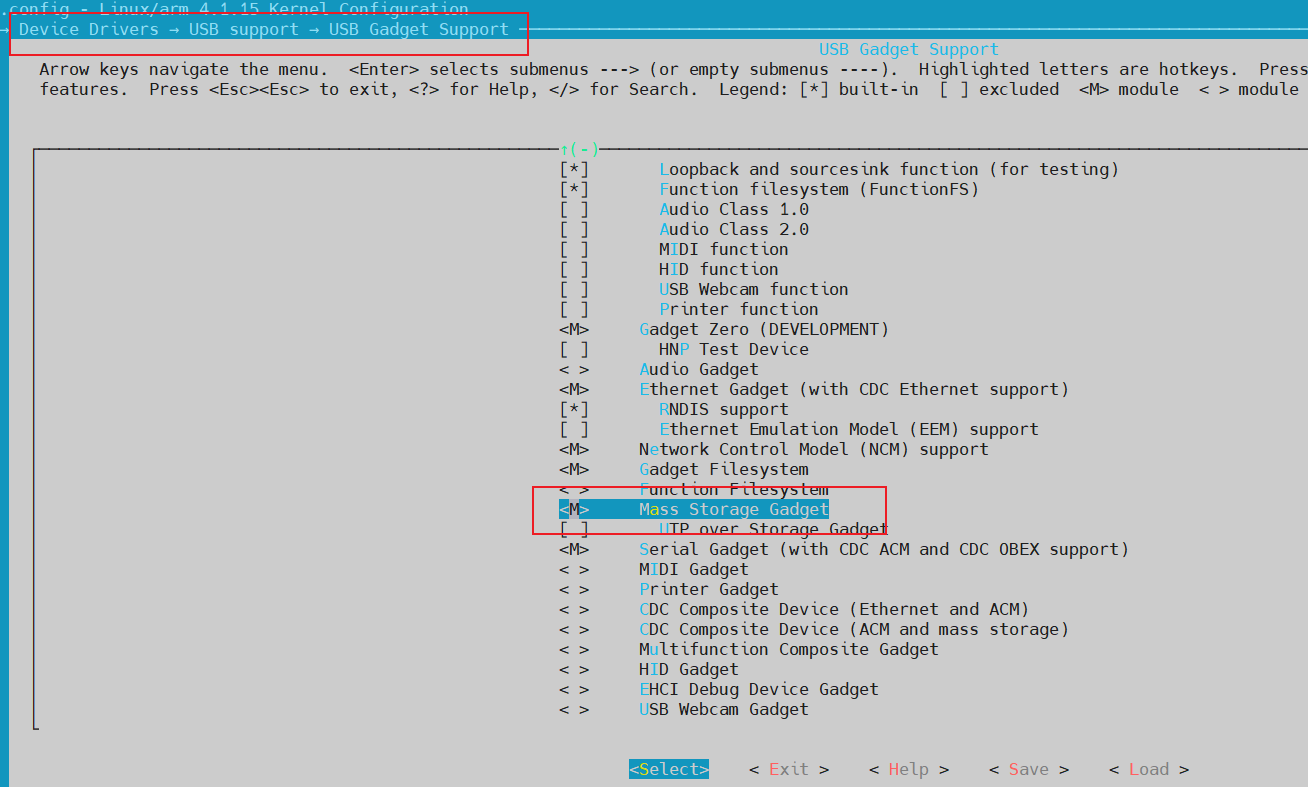 .config - Linux/arm 4.1.15 Kernel Configuration
→ Device Drivers → USB support → USB Gadget Support
USB Gadget Support
Arrow keys navigate the menu.  <Enter> selects submenus ---> (or empty submenus ----).  Highlighted letters are hotkeys.  Press
features.  Press <Esc><Esc> to exit, <?> for Help, </> for Search.  Legend: [*] built-in  [ ] excluded  <M> module  < > module
↑(-)
[*]       Loopback and sourcesink function (for testing)
[*]       Function filesystem (FunctionFS)
[ ]       Audio Class 1.0
[ ]       Audio Class 2.0
[ ]       MIDI function
[ ]       HID function
[ ]       USB Webcam function
[ ]       Printer function
<M>     Gadget Zero (DEVELOPMENT)
[ ]       HNP Test Device
< >     Audio Gadget
<M>     Ethernet Gadget (with CDC Ethernet support)
[*]       RNDIS support
[ ]       Ethernet Emulation Model (EEM) support
<M>     Network Control Model (NCM) support
<M>     Gadget Filesystem
< >     Function Filesystem
<M>     Mass Storage Gadget
[ ]       UTP over Storage Gadget
<M>     Serial Gadget (with CDC ACM and CDC OBEX support)
< >     MIDI Gadget
< >     Printer Gadget
< >     CDC Composite Device (Ethernet and ACM)
< >     CDC Composite Device (ACM and mass storage)
< >     Multifunction Composite Gadget
< >     HID Gadget
< >     EHCI Debug Device Gadget
< >     USB Webcam Gadget
<Select>    < Exit >    < Help >    < Save >    < Load >